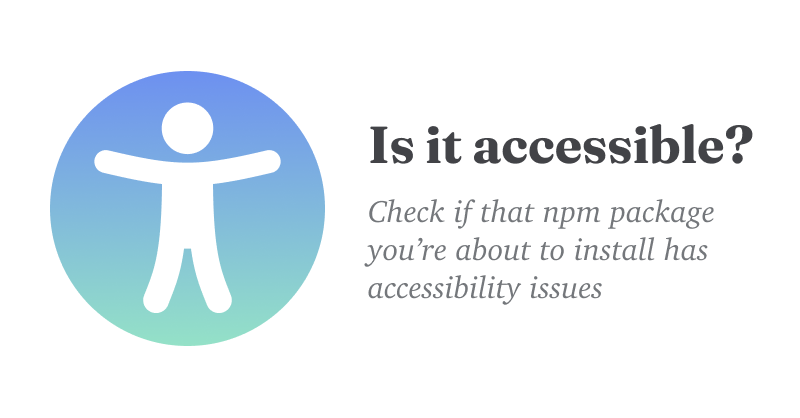 Is it accessible?
Check if that npm package
you’re about to install has
accessibility issues